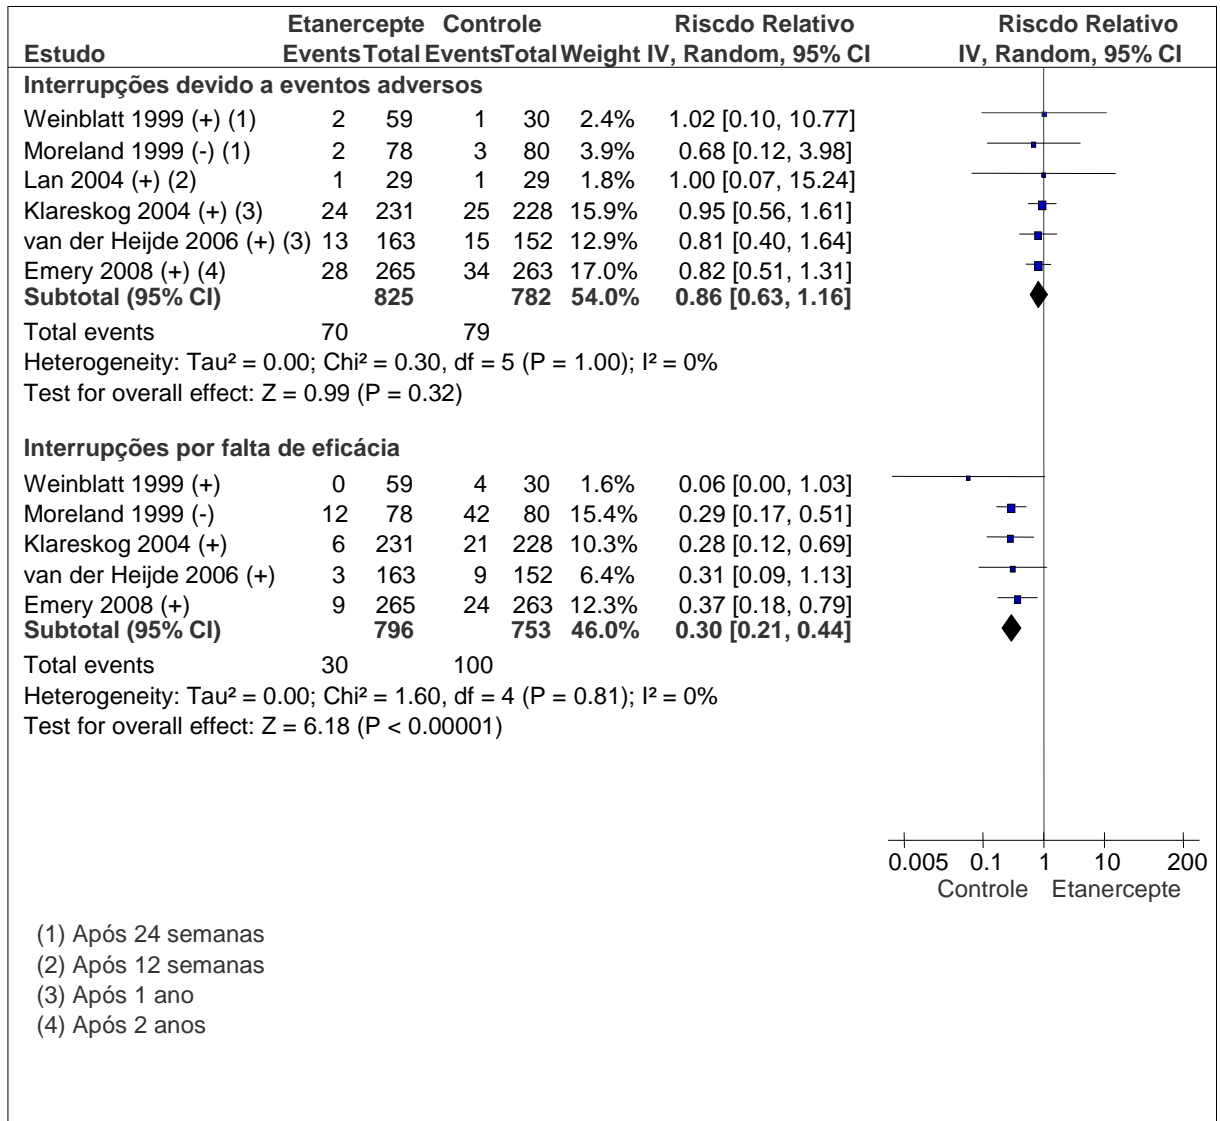 Etanercepte Controle Riscdo Relativo Riscdo Relativo
Estudo Events Total Events Total Weight IV, Random, 95% CI IV, Random, 95% CI
Interrupções devido a eventos adversos
Weinblatt 1999 (+) (1) 2 59 1 30 2.4% 1.02 [0.10, 10.77]
Moreland 1999 (-) (1) 2 78 3 80 3.9% 0.68 [0.12, 3.98]
Lan 2004 (+) (2) 1 29 1 29 1.8% 1.00 [0.07, 15.24]
Klareskog 2004 (+) (3) 24 231 25 228 15.9% 0.95 [0.56, 1.61]
van der Heijde 2006 (+) (3) 13 163 15 152 12.9% 0.81 [0.40, 1.64]
Emery 2008 (+) (4) 28 265 34 263 17.0% 0.82 [0.51, 1.31]
Subtotal (95% CI) 825 782 54.0% 0.86 [0.63, 1.16]
Total events 70 79
Heterogeneity: Tau² = 0.00; Chi² = 0.30, df = 5 (P = 1.00); I² = 0%
Test for overall effect: Z = 0.99 (P = 0.32)
Interrupções por falta de eficácia
Weinblatt 1999 (+) 0 59 4 30 1.6% 0.06 [0.00, 1.03]
Moreland 1999 (-) 12 78 42 80 15.4% 0.29 [0.17, 0.51]
Klareskog 2004 (+) 6 231 21 228 10.3% 0.28 [0.12, 0.69]
van der Heijde 2006 (+) 3 163 9 152 6.4% 0.31 [0.09, 1.13]
Emery 2008 (+) 9 265 24 263 12.3% 0.37 [0.18, 0.79]
Subtotal (95% CI) 796 753 46.0% 0.30 [0.21, 0.44]
Total events 30 100
Heterogeneity: Tau² = 0.00; Chi² = 1.60, df = 4 (P = 0.81); I² = 0%
Test for overall effect: Z = 6.18 (P < 0.00001)
0.005 0.1 1 10 200
Controle Etanercepte
(1) Após 24 semanas
(2) Após 12 semanas
(3) Após 1 ano
(4) Após 2 anos